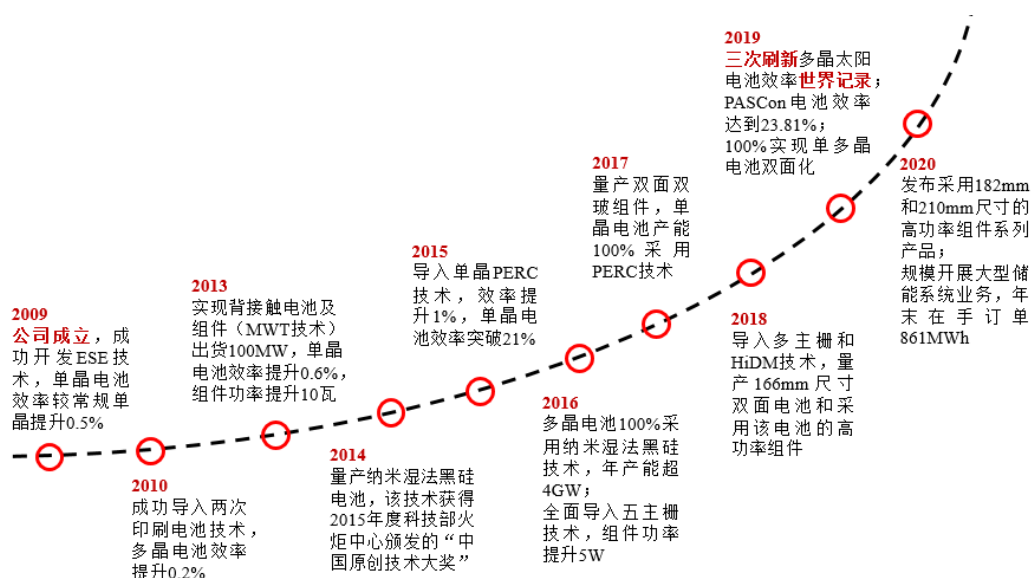 2009
公司成立，成
功开发ESE技
术，单晶电池
效率较常规单
晶提升0.5%
2010
成功导入两次
印刷电池技术，
多晶电池效率
提升0.2%
2013
实现背接触电池及
组件（MWT技术）
出货100MW，单晶
电池效率提升0.6%，
组件功率提升10瓦
2014
量产纳米湿法黑硅
电池，该技术获得
2015年度科技部火
炬中心颁发的“中
国原创技术大奖”
2015
导入单晶PERC
技术，效率提
升1%，单晶电
池效率突破21%
2016
多晶电池100%采
用纳米湿法黑硅
技术，年产能超
4GW；
全面导入五主栅
技术，组件功率
提升5W
2017
量产双面双
玻组件，单
晶电池产能
100%采用
PERC技术
2018
导入多主栅和
HiDM技术，量
产166mm尺寸
双面电池和采
用该电池的高
功率组件
2019
三次刷新多晶太阳
电池效率世界记录；
PASCon电池效率
达到23.81%；
100%实现单多晶
电池双面化
2020
发布采用182mm
和210mm尺寸的
高功率组件系列
产品；
规模开展大型储
能系统业务，年
末在手订单
861MWh